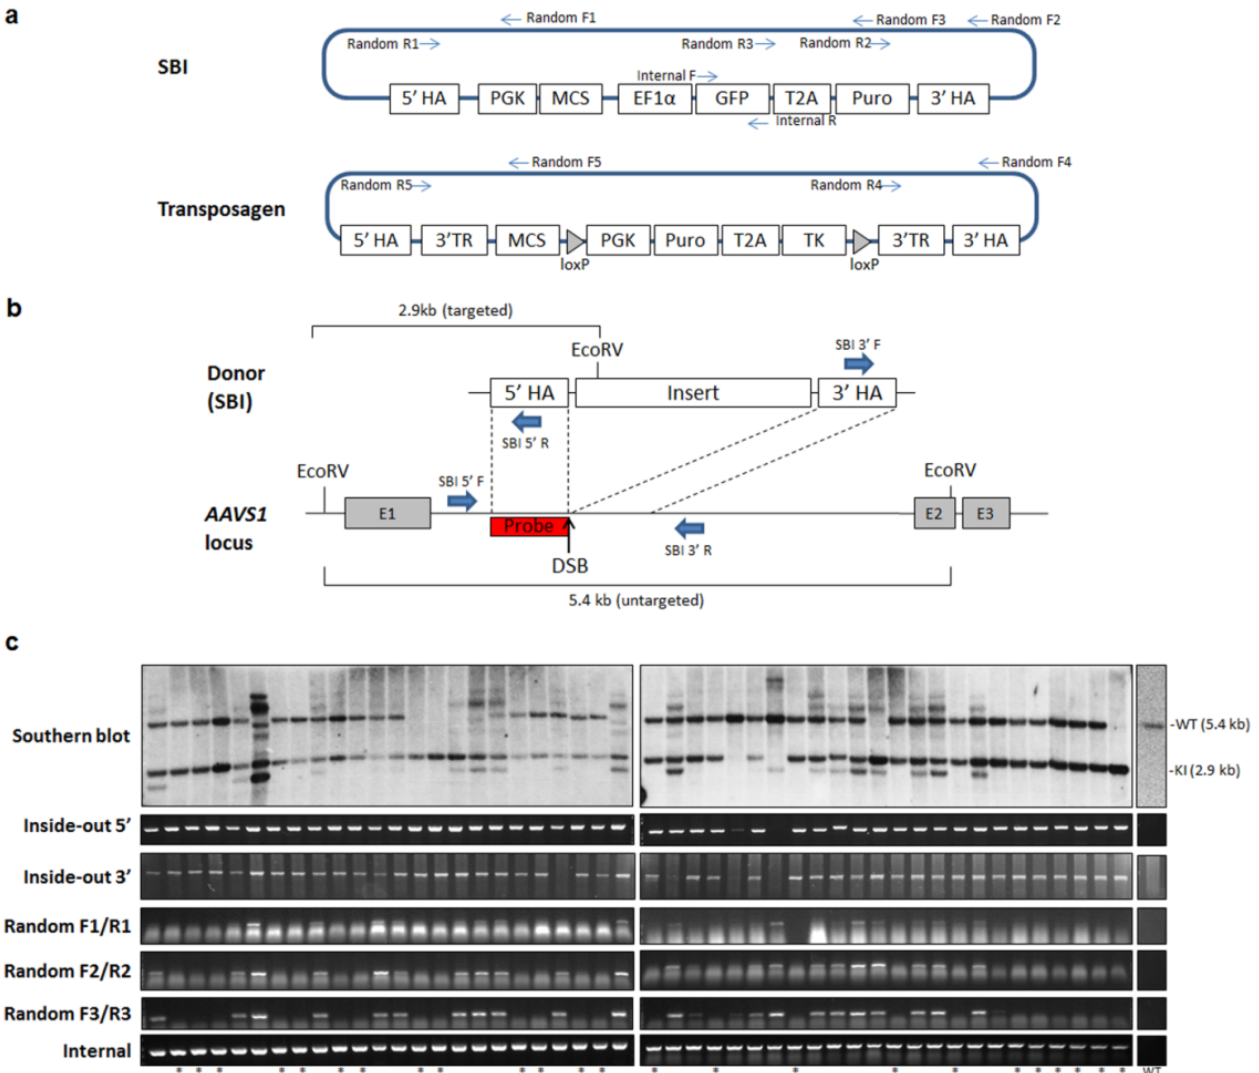 a
Random F1
Random F3
Random F2
Random R1
Random R3
Random R2
SBI
Internal F
5’ HA
PGK
MCS
EF1α
GFP
T2A
Puro
3’ HA
Internal R
Random F5
Random F4
Random R5
Random R4
Transposagen
5’ HA
3’TR
MCS
PGK
Puro
T2A
TK
3’TR
3’ HA
loxP
loxP
b
2.9kb (targeted)
EcoRV
SBI 3’ F
Donor
(SBI)
5’ HA
Insert
3’ HA
SBI 5’ R
EcoRV
SBI 5’ F
EcoRV
AAVS1
locus
E1
E2
E3
Probe
SBI 3’ R
DSB
5.4 kb (untargeted)
c
Southern blot
-WT (5.4 kb)
-KI (2.9 kb)
Inside-out 5’
Inside-out 3’
Random F1/R1
Random F2/R2
Random F3/R3
Internal
* * * * * * * * * * * * * * * * * * * * * WT